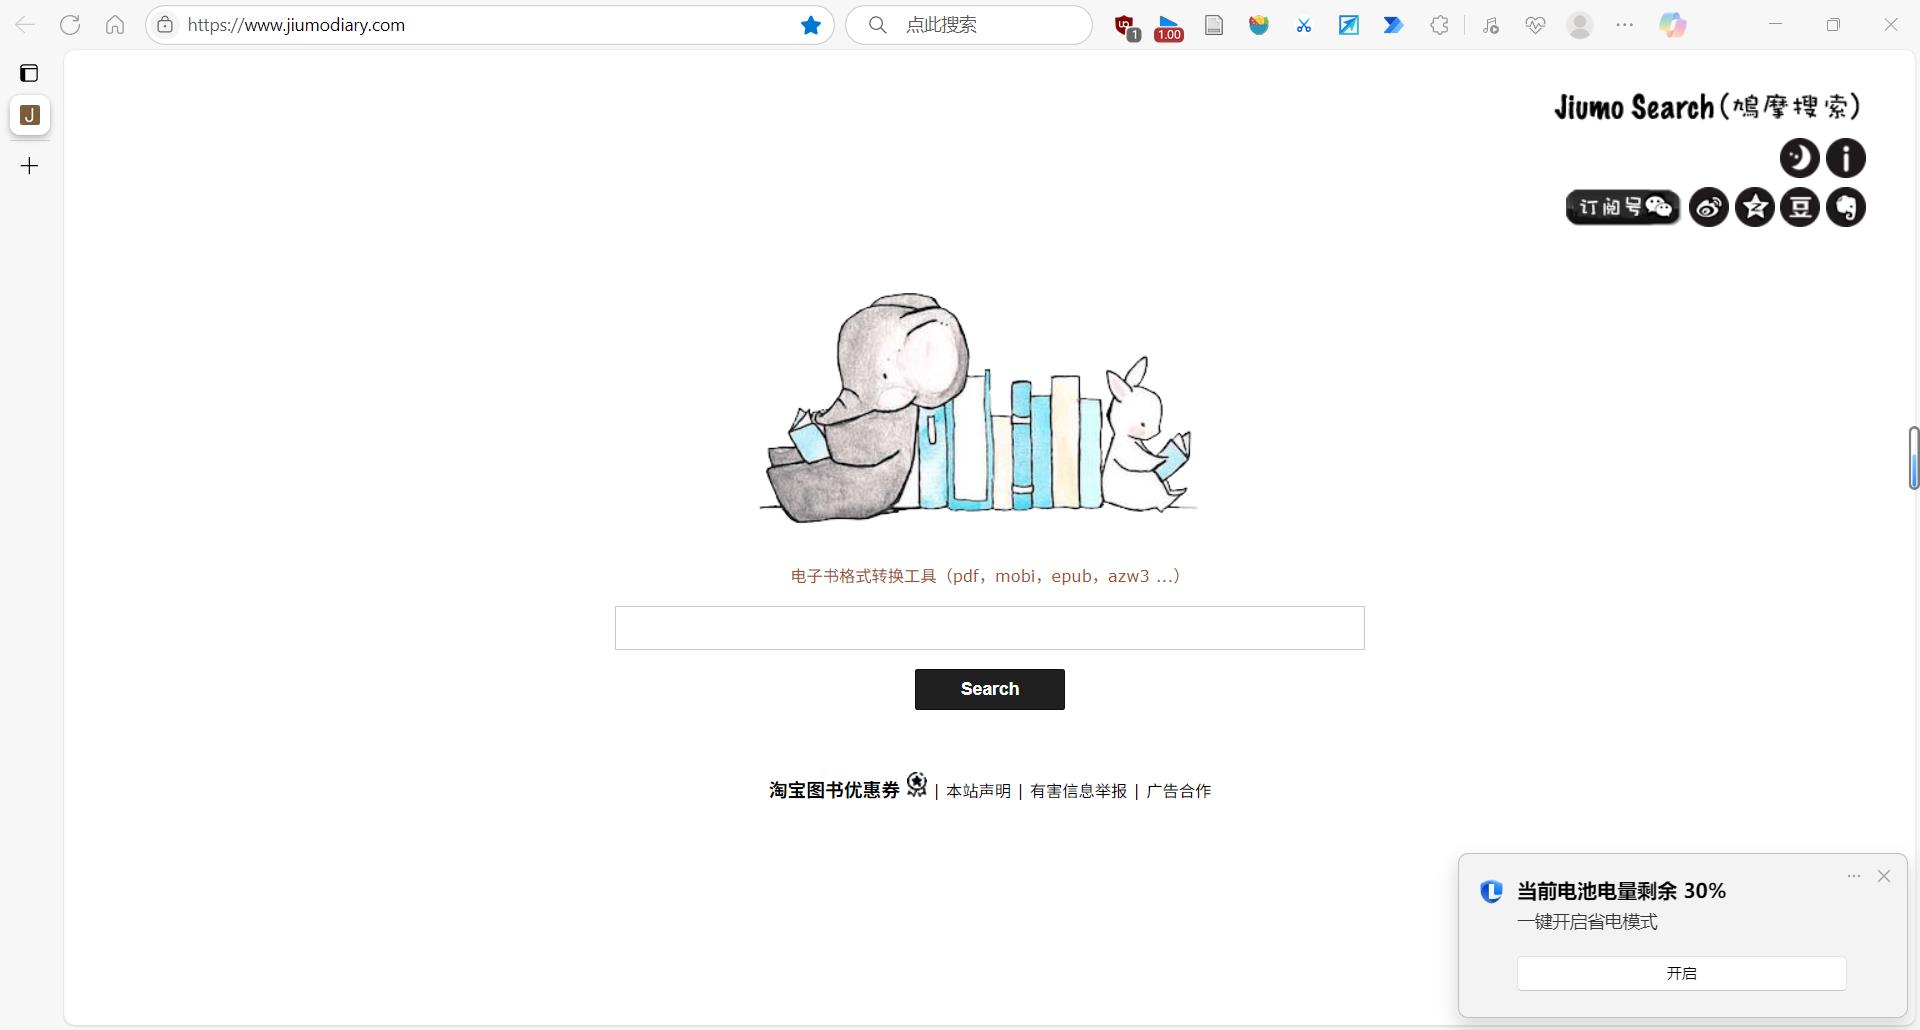 https://www.jiumodiary.com
点此搜索
1
1.00
J
Jiumo Search(鸠摩搜索)
订阅号
豆
电子书格式转换工具（pdf，mobi，epub，azw3 ...）
Search
淘宝图书优惠券 | 本站声明 | 有害信息举报 | 广告合作
当前电池电量剩余 30%
一键开启省电模式
开启